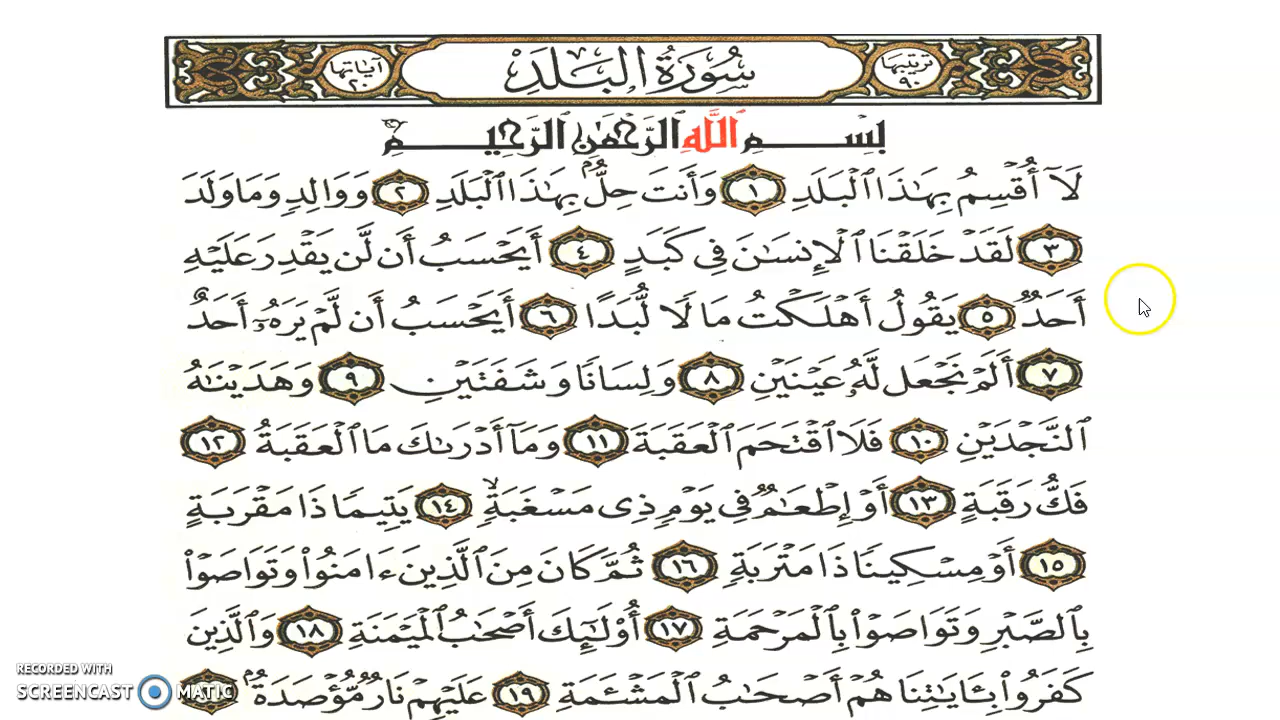 ترتيبها ٩٠ سُورَةُ البَلَدِ آياتها ٢٠
بِسْمِ ٱللَّهِ ٱلرَّحْمَٰنِ ٱلرَّحِيمِ
لَآ أُقْسِمُ بِهَٰذَا ٱلْبَلَدِ ١ وَأَنتَ حِلٌّۢ بِهَٰذَا ٱلْبَلَدِ ٢ وَوَالِدٍ وَمَا وَلَدَ
٣ لَقَدْ خَلَقْنَا ٱلْإِنسَٰنَ فِى كَبَدٍ ٤ أَيَحْسَبُ أَن لَّن يَقْدِرَ عَلَيْهِ
أَحَدٌ ٥ يَقُولُ أَهْلَكْتُ مَالًا لُّبَدًا ٦ أَيَحْسَبُ أَن لَّمْ يَرَهُۥٓ أَحَدٌ
٧ أَلَمْ نَجْعَل لَّهُۥ عَيْنَيْنِ ٨ وَلِسَانًا وَشَفَتَيْنِ ٩ وَهَدَيْنَٰهُ
ٱلنَّجْدَيْنِ ١٠ فَلَا ٱقْتَحَمَ ٱلْعَقَبَةَ ١١ وَمَآ أَدْرَىٰكَ مَا ٱلْعَقَبَةُ ١٢
فَكُّ رَقَبَةٍ ١٣ أَوْ إِطْعَٰمٌ فِى يَوْمٍ ذِى مَسْغَبَةٍ ١٤ يَتِيمًا ذَا مَقْرَبَةٍ
١٥ أَوْ مِسْكِينًا ذَا مَتْرَبَةٍ ١٦ ثُمَّ كَانَ مِنَ ٱلَّذِينَ ءَامَنُوا۟ وَتَوَاصَوْا۟
بِٱلصَّبْرِ وَتَوَاصَوْا۟ بِٱلْمَرْحَمَةِ ١٧ أُو۟لَٰٓئِكَ أَصْحَٰبُ ٱلْمَيْمَنَةِ ١٨ وَٱلَّذِينَ
كَفَرُوا۟ بِـَٔايَٰتِنَا هُمْ أَصْحَٰبُ ٱلْمَشْـَٔمَةِ ١٩ عَلَيْهِمْ نَارٌ مُّؤْصَدَةٌۢ ٢٠
RECORDED WITH
SCREENCAST MATIC